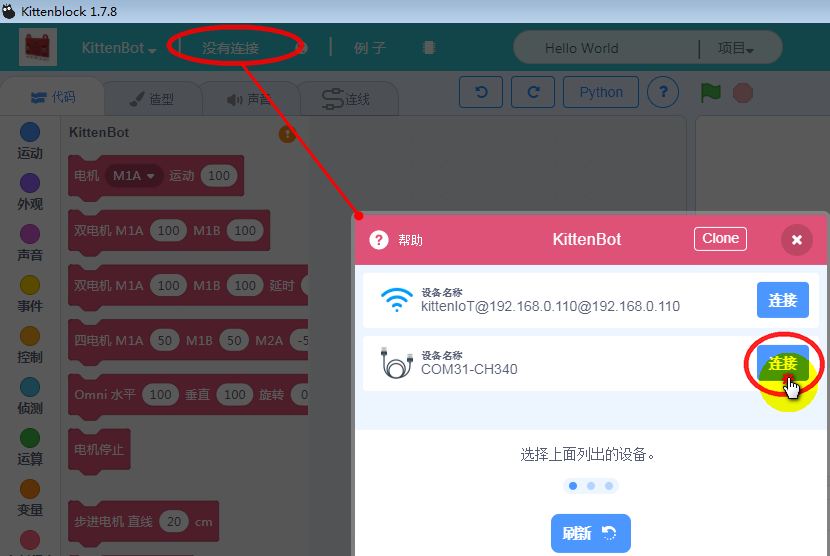 Kittenblock 1.7.8
KittenBot
没有连接
例 子
Hello World
项目
代码
造型
声音
连线
Python
?
运动
外观
声音
事件
控制
侦测
运算
变量
KittenBot
!
电机 M1A 运动 100
双电机 M1A 100 M1B 100
双电机 M1A 100 M1B 100 延时
四电机 M1A 50 M1B 50 M2A -5
Omni 水平 100 垂直 100 旋转 0
电机停止
步进电机 直线 20 cm
? 帮助
KittenBot
Clone
设备名称
kittenIoT@192.168.0.110@192.168.0.110
连接
设备名称
COM31-CH340
连接
选择上面列出的设备。
刷新